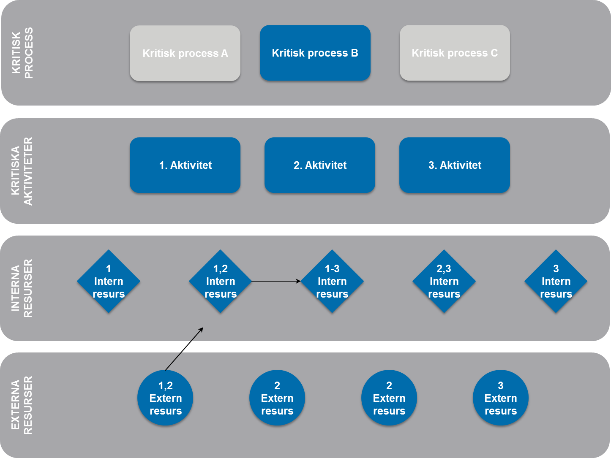 KRITISK
PROCESS
Kritisk process A
Kritisk process B
Kritisk process C
KRITISKA
AKTIVITETER
1. Aktivitet
2. Aktivitet
3. Aktivitet
INTERNA
RESURSER
1
Intern
resurs
1,2
Intern
resurs
1-3
Intern
resurs
2,3
Intern
resurs
3
Intern
resurs
EXTERNA
RESURSER
1,2
Extern
resurs
2
Extern
resurs
2
Extern
resurs
3
Extern
resurs